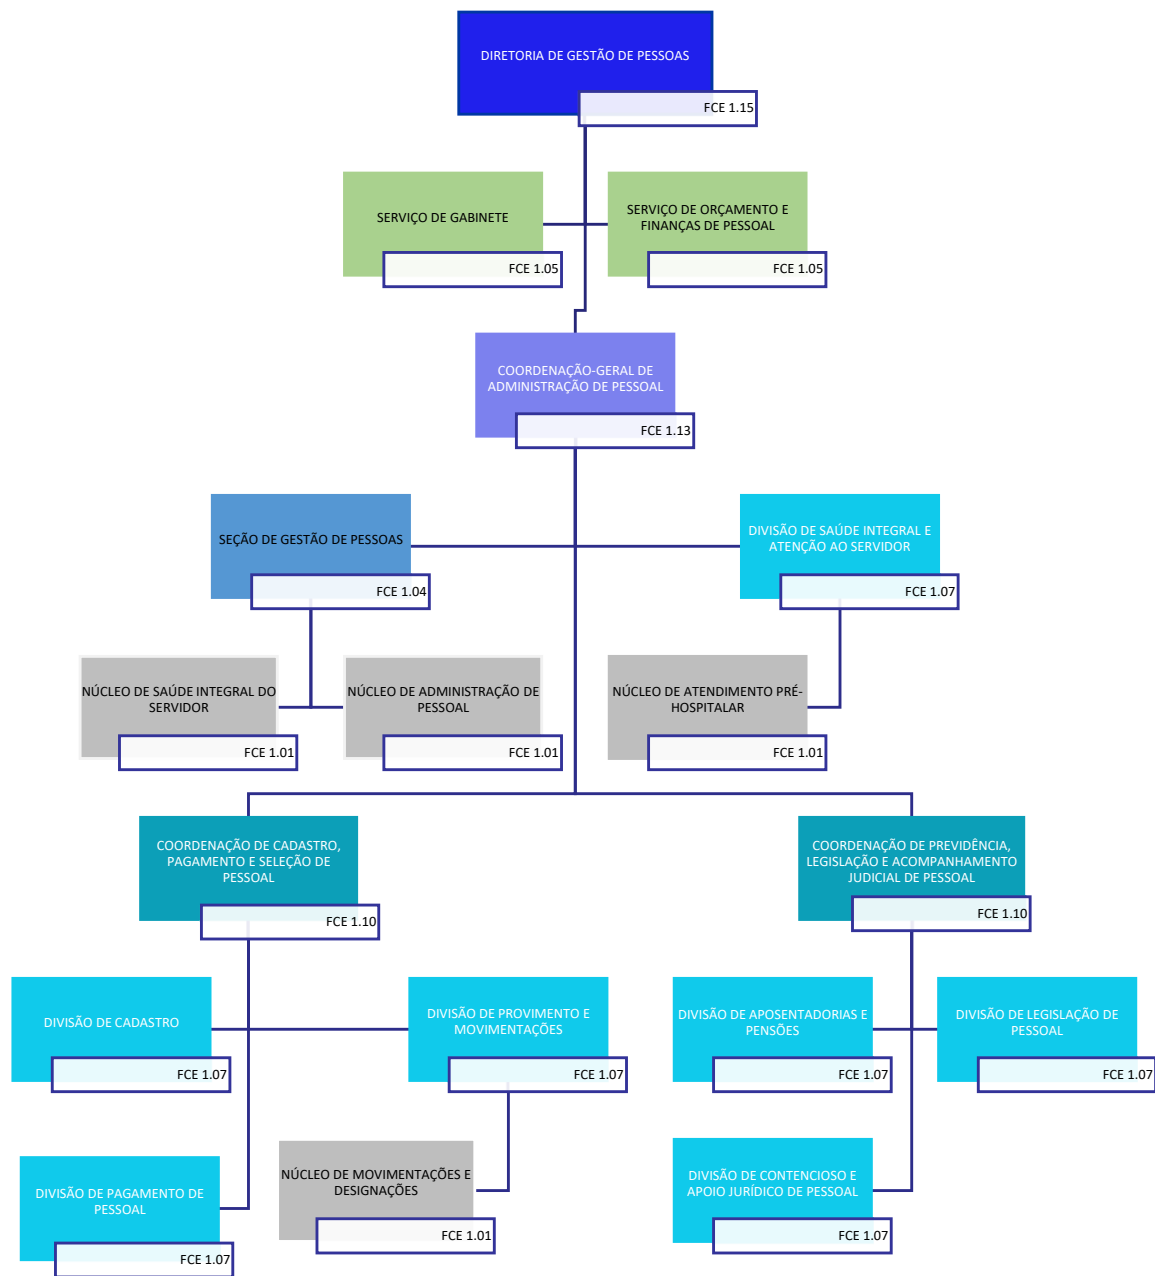 DIRETORIA DE GESTÃO DE PESSOAS
FCE 1.15
SERVIÇO DE GABINETE
FCE 1.05
SERVIÇO DE ORÇAMENTO E
FINANÇAS DE PESSOAL
FCE 1.05
COORDENAÇÃO-GERAL DE
ADMINISTRAÇÃO DE PESSOAL
FCE 1.13
SEÇÃO DE GESTÃO DE PESSOAS
FCE 1.04
DIVISÃO DE SAÚDE INTEGRAL E
ATENÇÃO AO SERVIDOR
FCE 1.07
NÚCLEO DE SAÚDE INTEGRAL DO
SERVIDOR
FCE 1.01
NÚCLEO DE ADMINISTRAÇÃO DE
PESSOAL
FCE 1.01
NÚCLEO DE ATENDIMENTO PRÉ-
HOSPITALAR
FCE 1.01
COORDENAÇÃO DE CADASTRO,
PAGAMENTO E SELEÇÃO DE
PESSOAL
FCE 1.10
COORDENAÇÃO DE PREVIDÊNCIA,
LEGISLAÇÃO E ACOMPANHAMENTO
JUDICIAL DE PESSOAL
FCE 1.10
DIVISÃO DE CADASTRO
FCE 1.07
DIVISÃO DE PROVIMENTO E
MOVIMENTAÇÕES
FCE 1.07
DIVISÃO DE APOSENTADORIAS E
PENSÕES
FCE 1.07
DIVISÃO DE LEGISLAÇÃO DE
PESSOAL
FCE 1.07
DIVISÃO DE PAGAMENTO DE
PESSOAL
FCE 1.07
NÚCLEO DE MOVIMENTAÇÕES E
DESIGNAÇÕES
FCE 1.01
DIVISÃO DE CONTENCIOSO E
APOIO JURÍDICO DE PESSOAL
FCE 1.07